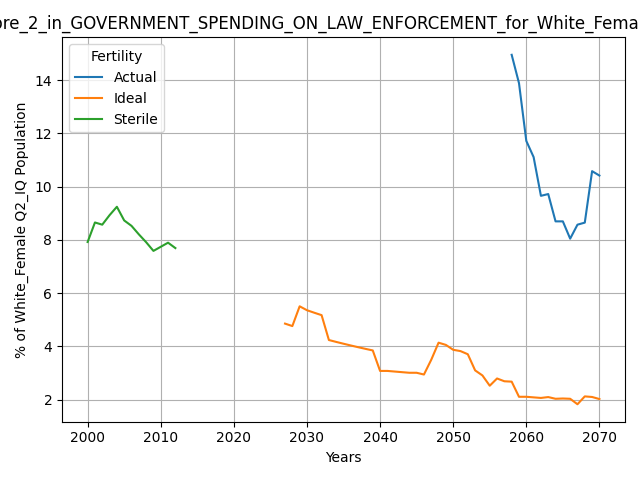 ore_2_in_GOVERNMENT_SPENDING_ON_LAW_ENFORCEMENT_for_White_Fema
Fertility
Actual
Ideal
Sterile
% of White_Female Q2_IQ Population
14
12
10
8
6
4
2
2000 2010 2020 2030 2040 2050 2060 2070
Years